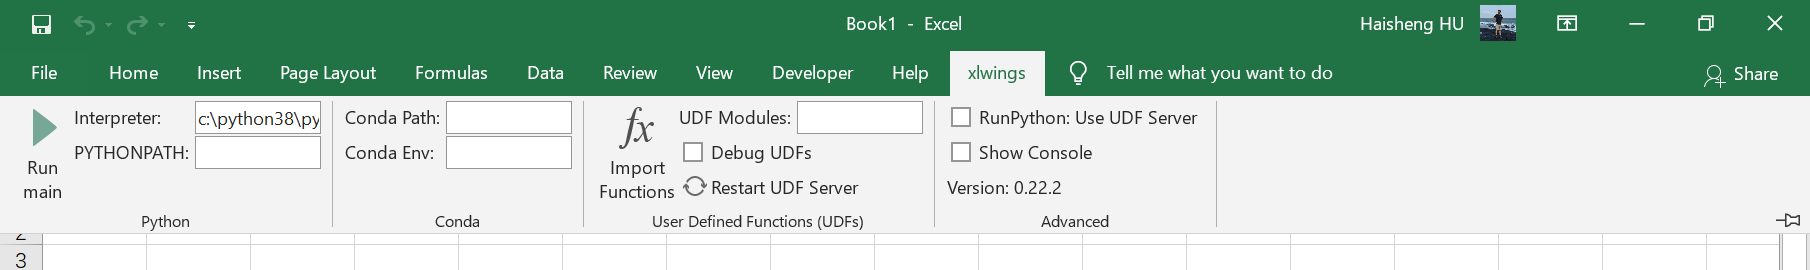 Book1 - Excel
Haisheng HU
File Home Insert Page Layout Formulas Data Review View Developer Help xlwings Tell me what you want to do Share
Interpreter: c:\python38\py
PYTHONPATH:
Run
main
Python
Conda Path:
Conda Env:
Conda
fx
Import
Functions
UDF Modules:
Debug UDFs
Restart UDF Server
User Defined Functions (UDFs)
RunPython: Use UDF Server
Show Console
Version: 0.22.2
Advanced
2
3